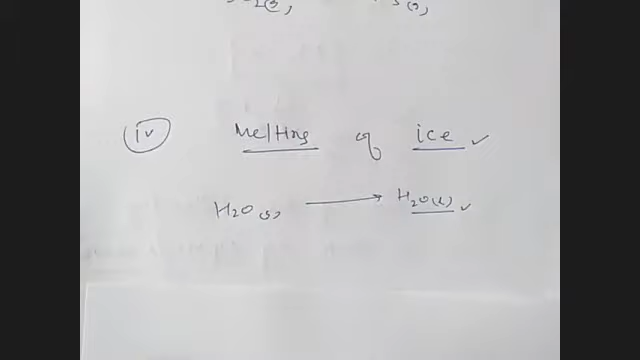 (iv) Melting of ice ✓
H₂O(s) ⟶ H₂O(l) ✓